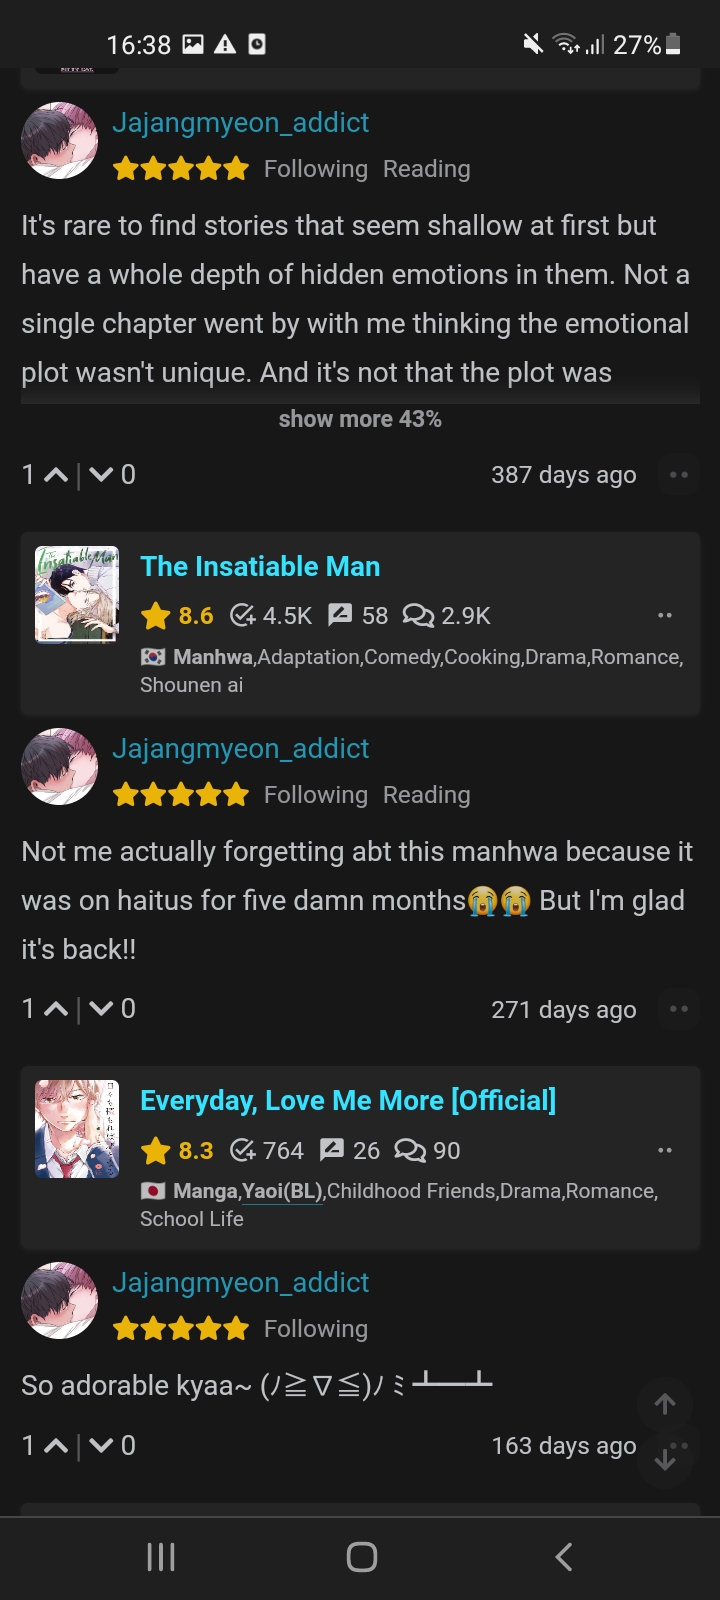 16:38 27%
Jajangmyeon_addict
Following Reading
It's rare to find stories that seem shallow at first but
have a whole depth of hidden emotions in them. Not a
single chapter went by with me thinking the emotional
plot wasn't unique. And it's not that the plot was
show more 43%
1 | 0 387 days ago
The Insatiable Man
8.6 4.5K 58 2.9K
Manhwa,Adaptation,Comedy,Cooking,Drama,Romance,
Shounen ai
Jajangmyeon_addict
Following Reading
Not me actually forgetting abt this manhwa because it
was on haitus for five damn months😭😭 But I'm glad
it's back!!
1 | 0 271 days ago
Everyday, Love Me More [Official]
8.3 764 26 90
Manga,Yaoi(BL),Childhood Friends,Drama,Romance,
School Life
Jajangmyeon_addict
Following
So adorable kyaa~ (ﾉ≧∇≦)ﾉ ﾐ ┻━┻
1 | 0 163 days ago